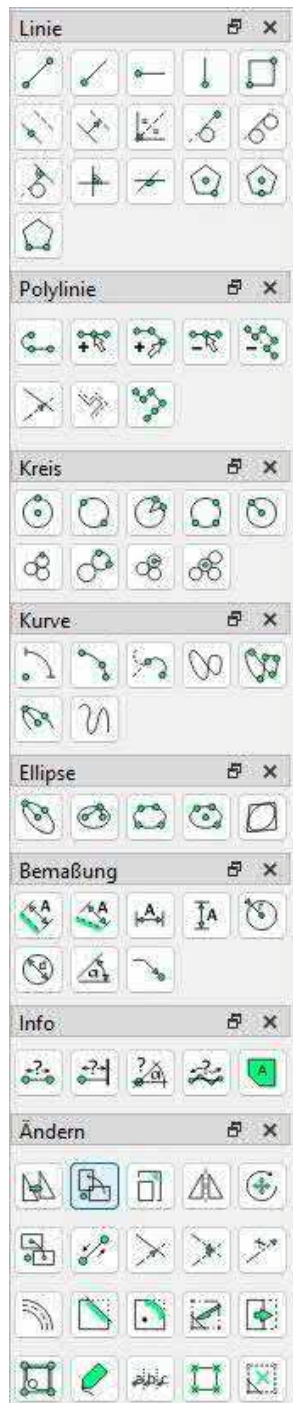 Linie
Polylinie
Kreis
Kurve
Ellipse
Bemaßung
A A A A r
d a
Info
? ? ? a ? A
Ändern
a,b,c